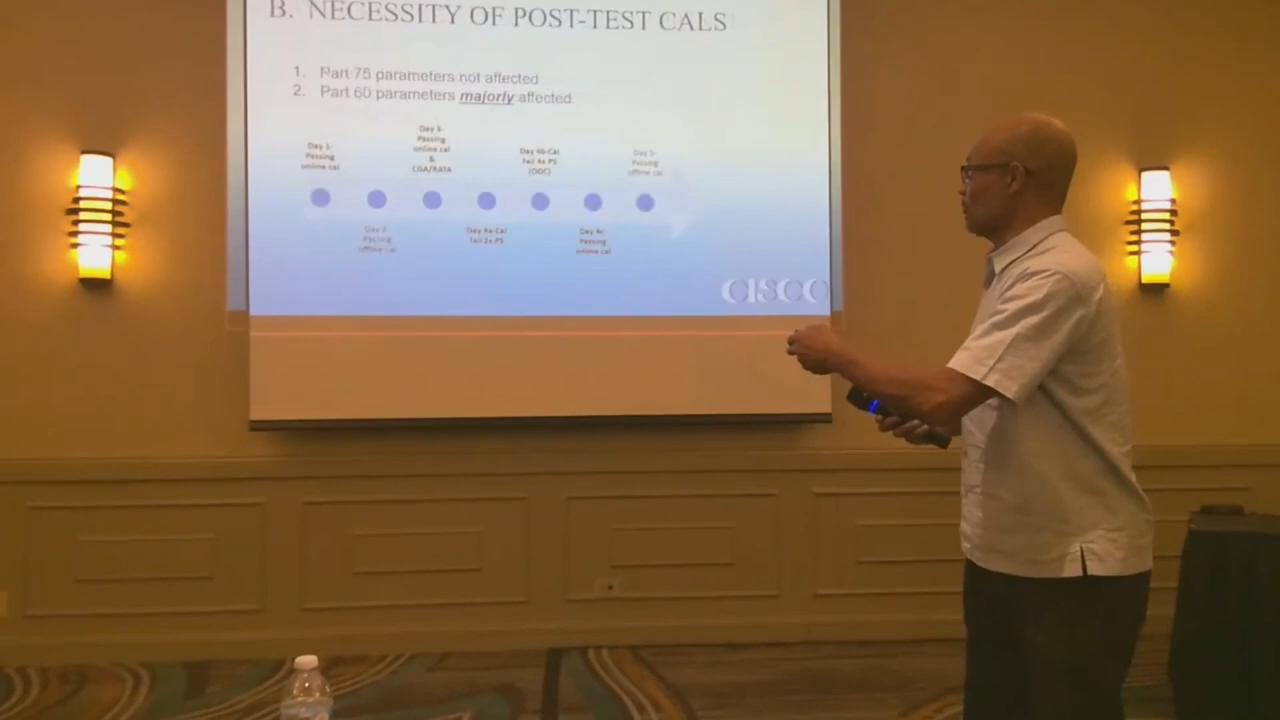 B. NECESSITY OF POST-TEST CALS
1. Part 75 parameters not affected
2. Part 60 parameters majorly affected.
Day 1-
Passing
online cal
Day 2
Passing
offline cal
Day 3-
Passing
online cal
&
CGA/RATA
Day 4a-Cal
fail 2x PS
Day 4b-Cal
fail 4x PS
(OOC)
Day 4c
Passing
online cal
Day 5-
Passing
offline cal
CISCO